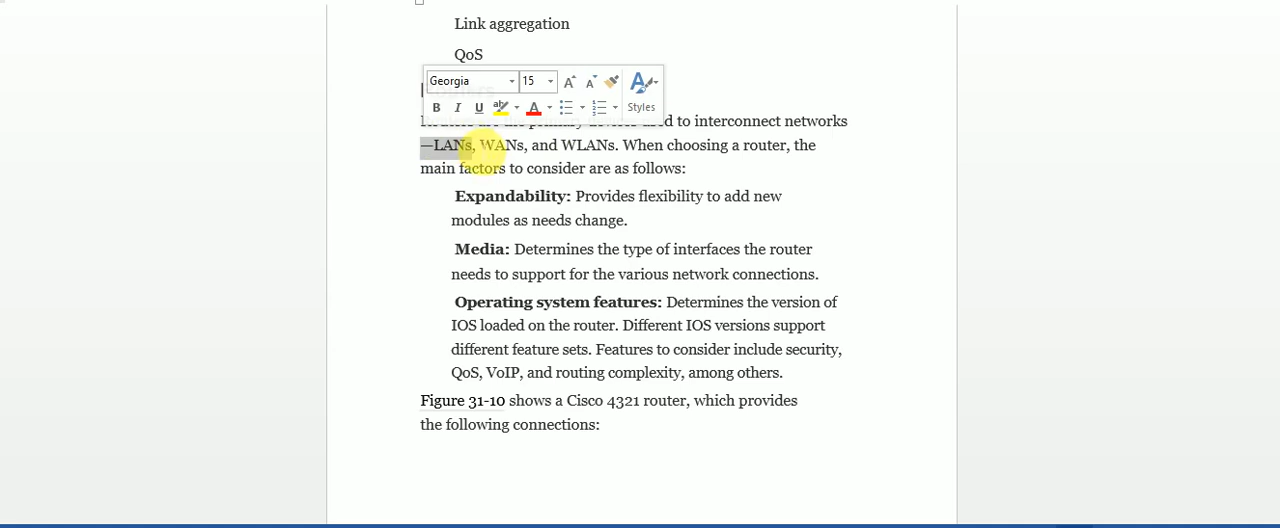 Link aggregation
QoS
Georgia 15
B I U A Styles
used to interconnect networks
—LANs, WANs, and WLANs. When choosing a router, the
main factors to consider are as follows:
Expandability: Provides flexibility to add new
modules as needs change.
Media: Determines the type of interfaces the router
needs to support for the various network connections.
Operating system features: Determines the version of
IOS loaded on the router. Different IOS versions support
different feature sets. Features to consider include security,
QoS, VoIP, and routing complexity, among others.
Figure 31-10 shows a Cisco 4321 router, which provides
the following connections: